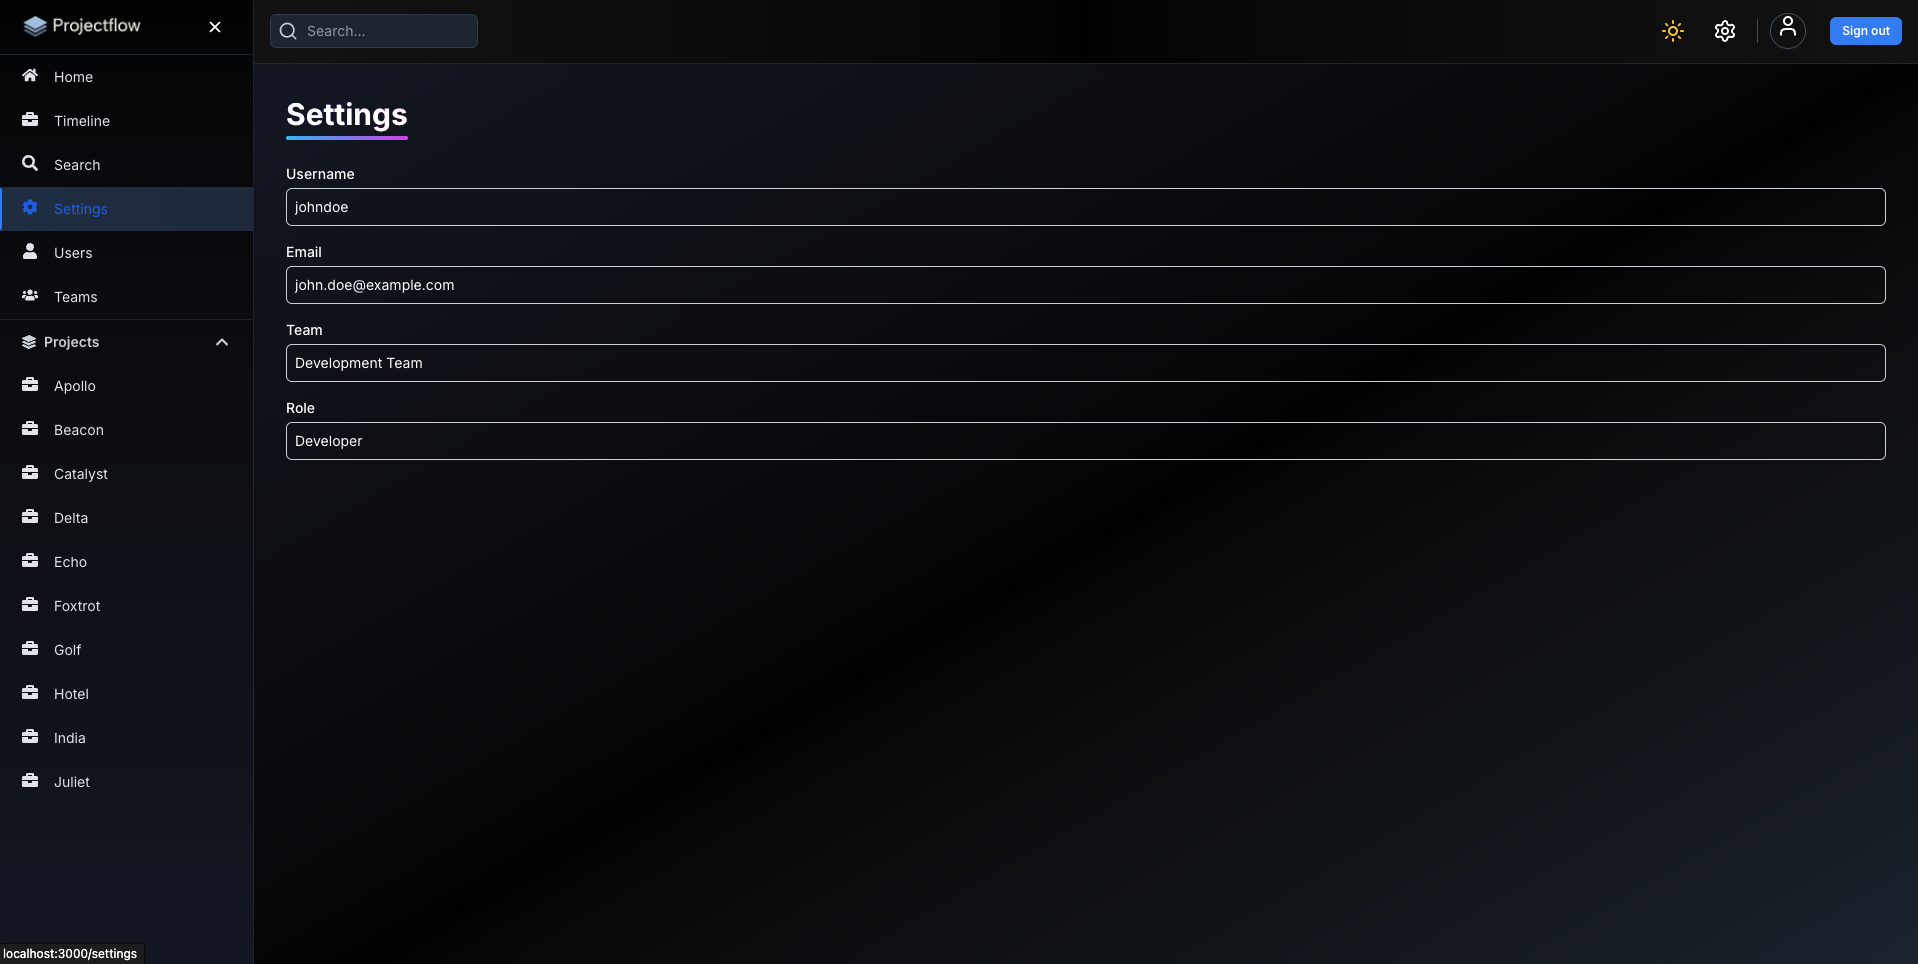 Projectflow
Search...
Sign out
Home
Timeline
Search
Settings
Users
Teams
Projects
Apollo
Beacon
Catalyst
Delta
Echo
Foxtrot
Golf
Hotel
India
Juliet
Settings
Username
johndoe
Email
john.doe@example.com
Team
Development Team
Role
Developer
localhost:3000/settings